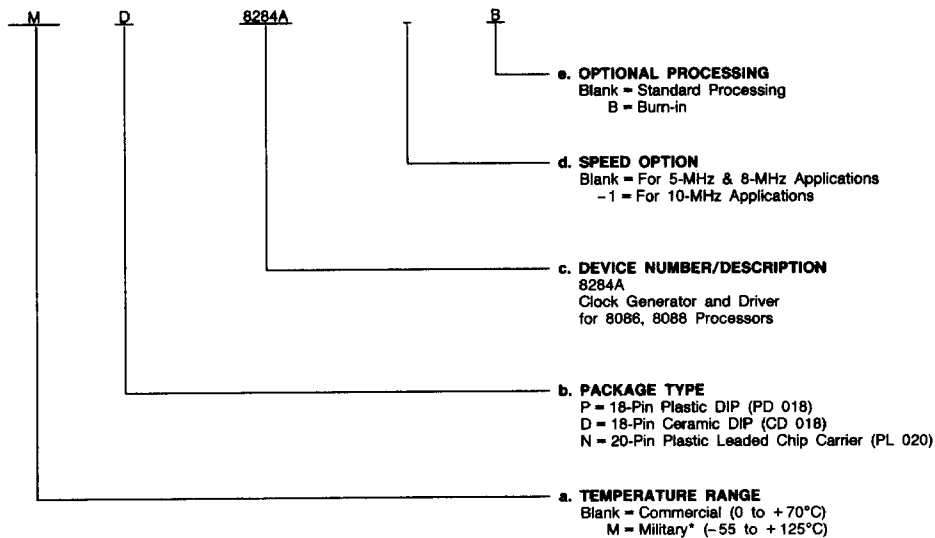 M D 8284A - B
e. OPTIONAL PROCESSING
Blank = Standard Processing
B = Burn-in
d. SPEED OPTION
Blank = For 5-MHz & 8-MHz Applications
-1 = For 10-MHz Applications
c. DEVICE NUMBER/DESCRIPTION
8284A
Clock Generator and Driver
for 8086, 8088 Processors
b. PACKAGE TYPE
P = 18-Pin Plastic DIP (PD 018)
D = 18-Pin Ceramic DIP (CD 018)
N = 20-Pin Plastic Leaded Chip Carrier (PL 020)
a. TEMPERATURE RANGE
Blank = Commercial (0 to +70°C)
M = Military* (-55 to +125°C)